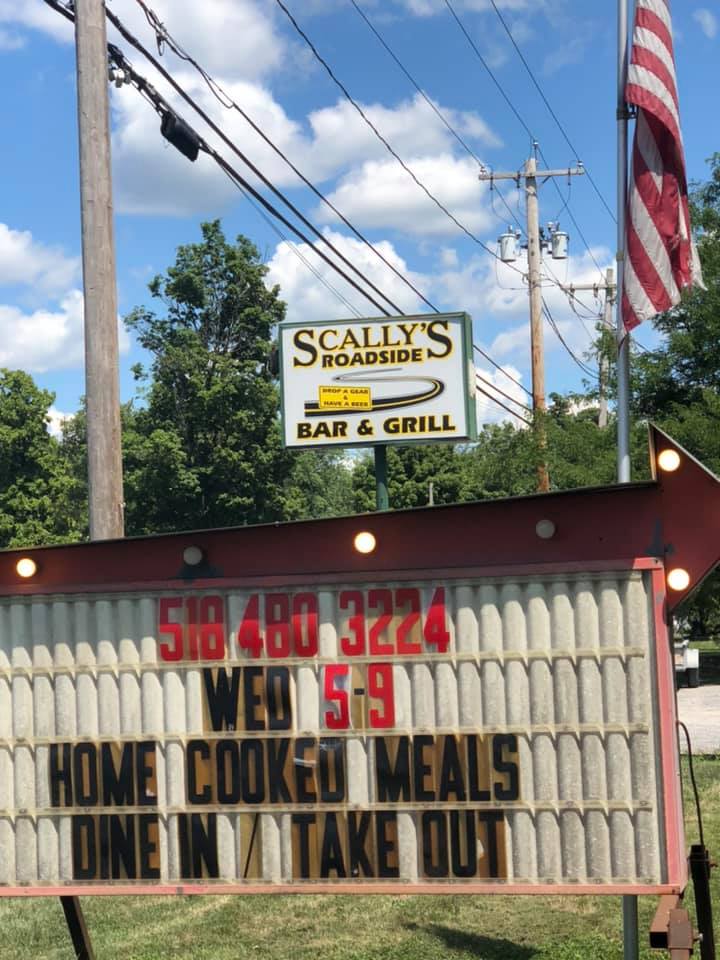 SCALLY'S
ROADSIDE
DROP A GEAR
&
HAVE A BEER
BAR & GRILL
518 480 3224
WED 5-9
HOME COOKED MEALS
DINE IN / TAKE OUT